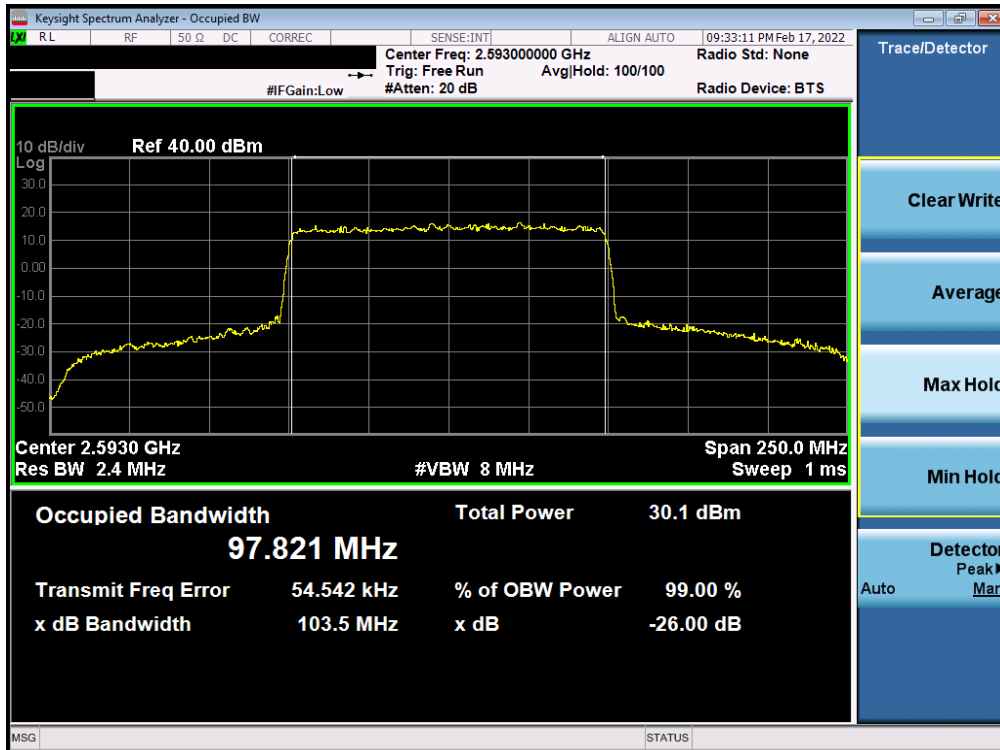 Keysight Spectrum Analyzer - Occupied BW
LXI RL RF 50 Ω DC CORREC SENSE:INT ALIGN AUTO 09:33:11 PM Feb 17, 2022
Center Freq: 2.593000000 GHz Radio Std: None
Trig: Free Run Avg|Hold: 100/100
#IFGain:Low #Atten: 20 dB Radio Device: BTS
Trace/Detector
10 dB/div Ref 40.00 dBm
Log
30.0
20.0
10.0
0.00
-10.0
-20.0
-30.0
-40.0
-50.0
Center 2.5930 GHz Span 250.0 MHz
Res BW 2.4 MHz #VBW 8 MHz Sweep 1 ms
Occupied Bandwidth Total Power 30.1 dBm
97.821 MHz
Transmit Freq Error 54.542 kHz % of OBW Power 99.00 %
x dB Bandwidth 103.5 MHz x dB -26.00 dB
Clear Write
Average
Max Hold
Min Hold
Detector
Peak
Auto Man
MSG STATUS